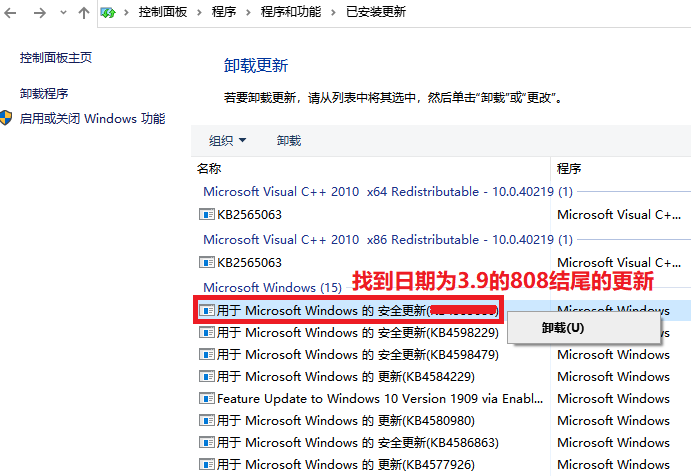 控制面板 > 程序 > 程序和功能 > 已安装更新
控制面板主页
卸载程序
启用或关闭 Windows 功能
卸载更新
若要卸载更新，请从列表中将其选中，然后单击“卸载”或“更改”。
组织 卸载
名称 程序
Microsoft Visual C++ 2010 x64 Redistributable - 10.0.40219 (1)
KB2565063 Microsoft Visual C+...
Microsoft Visual C++ 2010 x86 Redistributable - 10.0.40219 (1)
KB2565063 Microsoft Visual C+...
Microsoft Windows (15)
找到日期为3.9的808结尾的更新
用于 Microsoft Windows 的 安全更新( Microsoft Windows
卸载(U)
用于 Microsoft Windows 的 安全更新(KB4598229)
用于 Microsoft Windows 的 安全更新(KB4598479) Microsoft Windows
用于 Microsoft Windows 的 更新(KB4584229) Microsoft Windows
Feature Update to Windows 10 Version 1909 via Enabl... Microsoft Windows
用于 Microsoft Windows 的 更新(KB4580980) Microsoft Windows
用于 Microsoft Windows 的 安全更新(KB4586863) Microsoft Windows
用于 Microsoft Windows 的 更新(KB4577926) Microsoft Windows